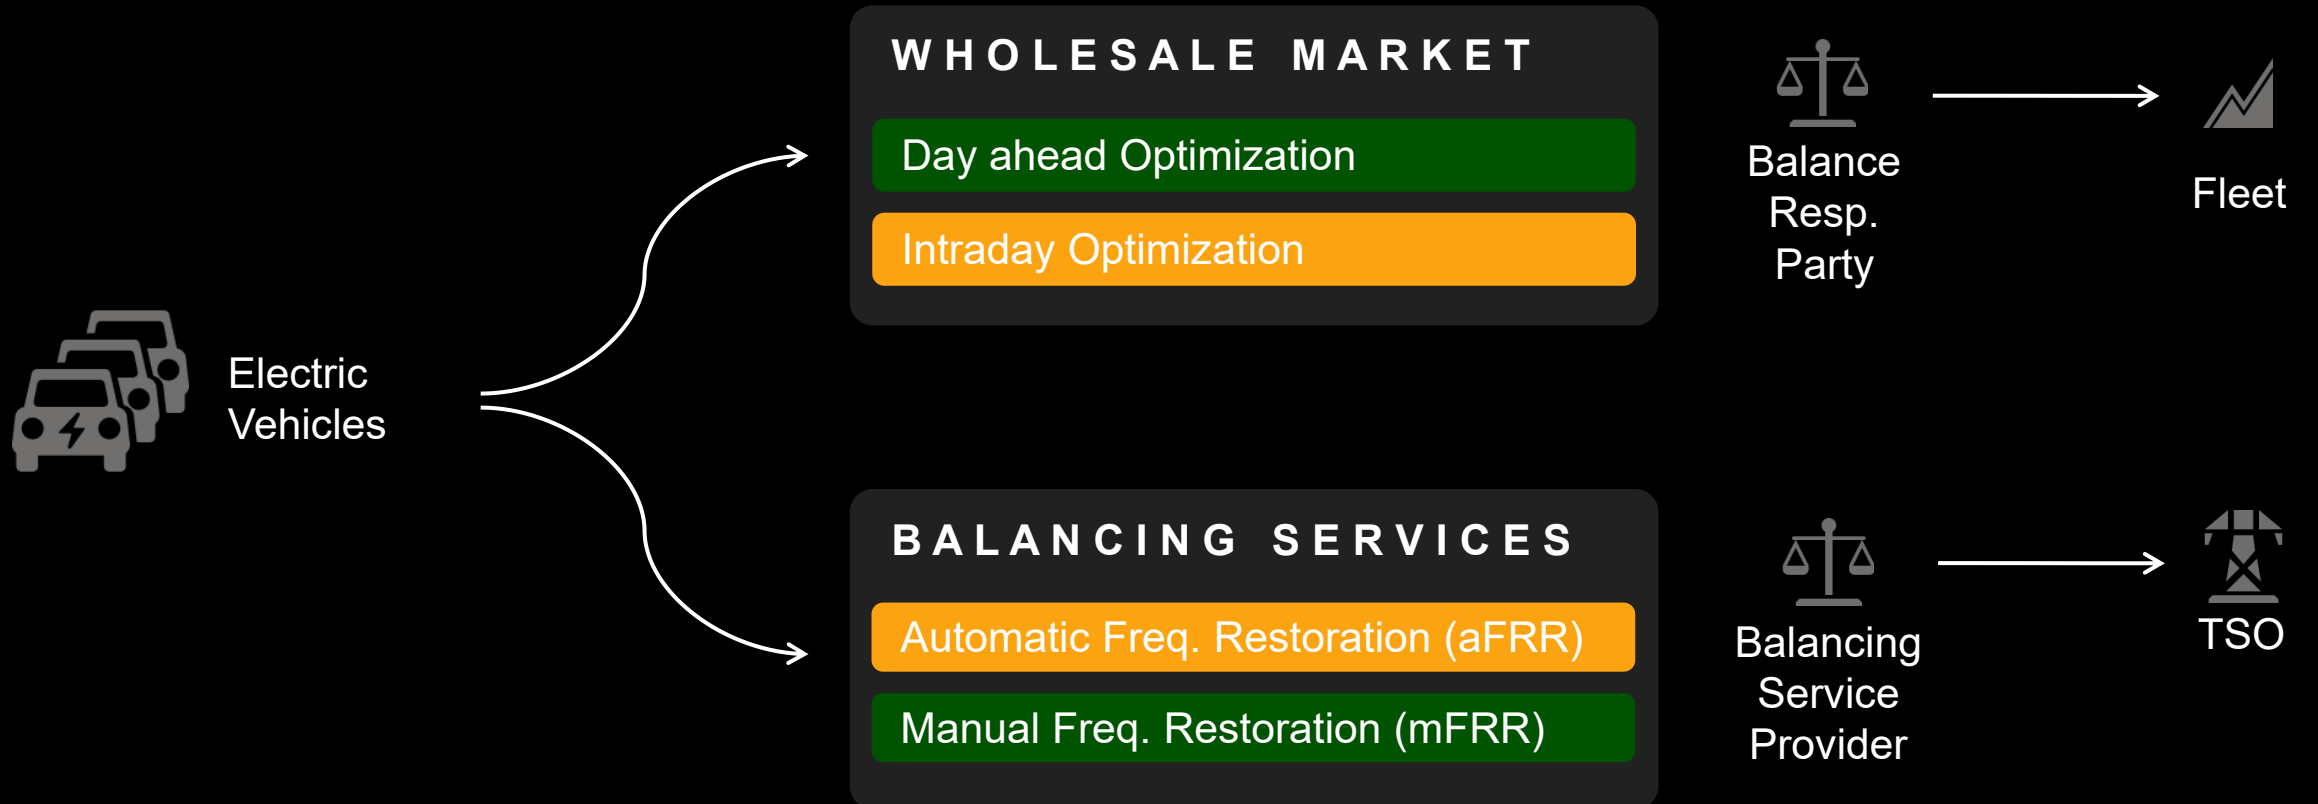 WHOLESALE MARKET
Day ahead Optimization
Intraday Optimization
Balance
Resp.
Party
Fleet
Electric
Vehicles
BALANCING SERVICES
Automatic Freq. Restoration (aFRR)
Manual Freq. Restoration (mFRR)
Balancing
Service
Provider
TSO